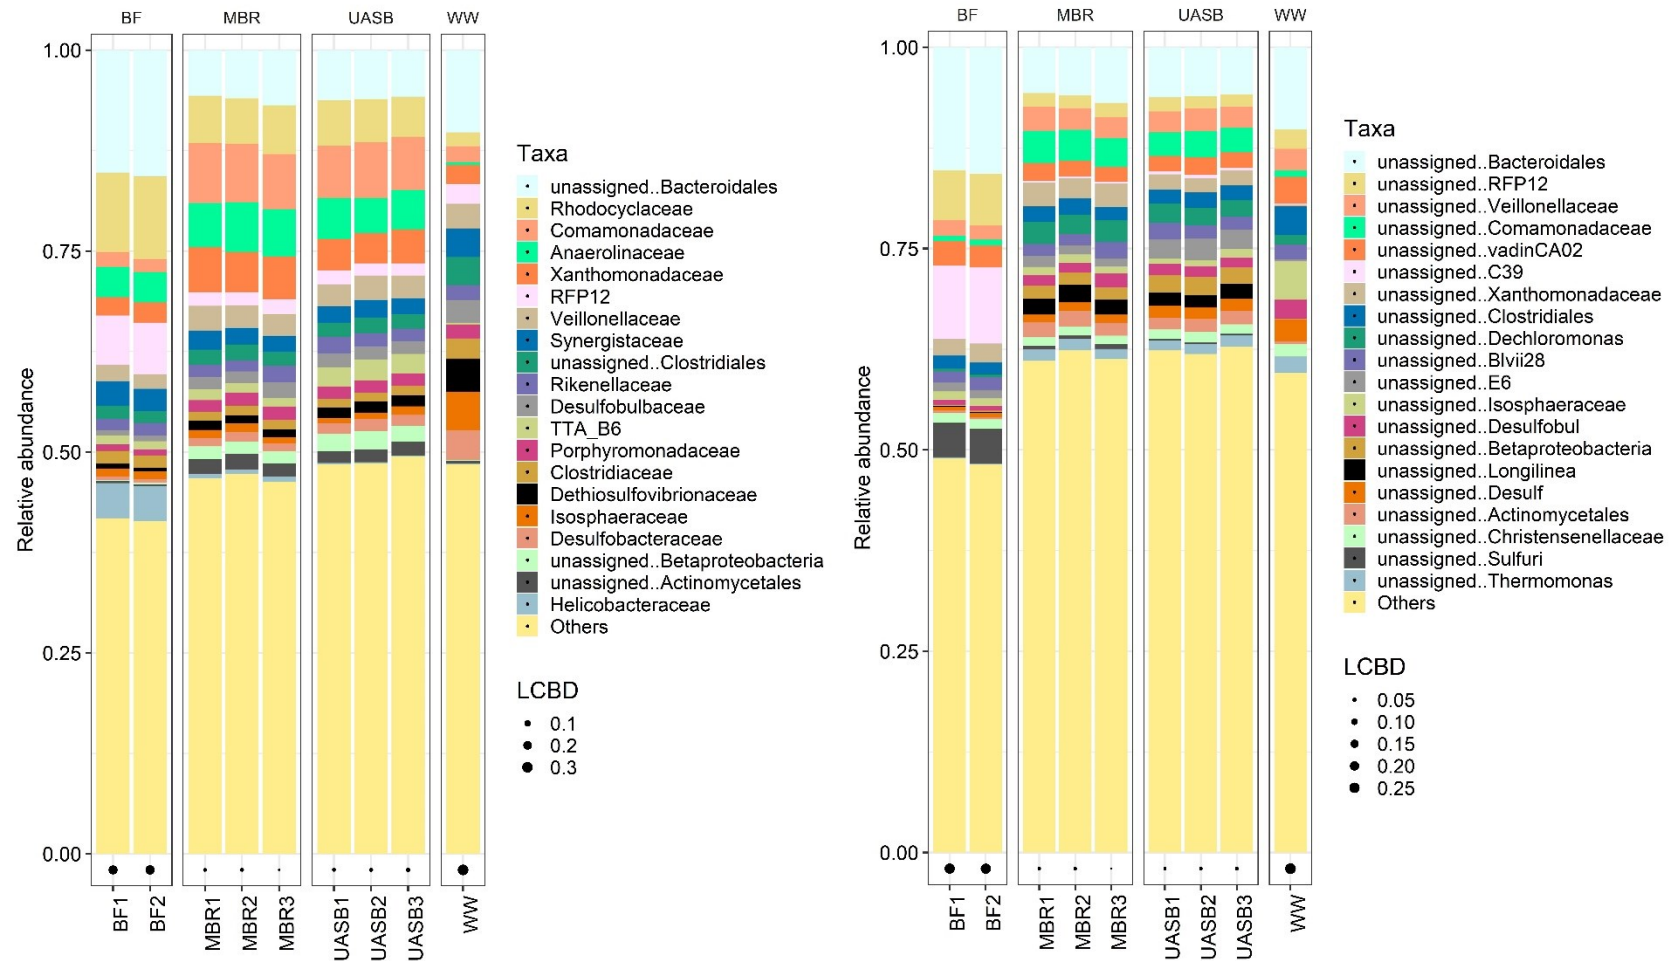 BF MBR UASB WW
1.00
0.75
0.50
0.25
0.00
Relative abundance
BF1
BF2
MBR1
MBR2
MBR3
UASB1
UASB2
UASB3
WW
Taxa
unassigned..Bacteroidales
Rhodocyclaceae
Comamonadaceae
Anaerolinaceae
Xanthomonadaceae
RFP12
Veillonellaceae
Synergistaceae
unassigned..Clostridiales
Rikenellaceae
Desulfobulbaceae
TTA_B6
Porphyromonadaceae
Clostridiaceae
Dethiosulfovibrionaceae
Isosphaeraceae
Desulfobacteraceae
unassigned..Betaproteobacteria
unassigned..Actinomycetales
Helicobacteraceae
Others
LCBD
0.1
0.2
0.3
BF MBR UASB WW
1.00
0.75
0.50
0.25
0.00
Relative abundance
BF1
BF2
MBR1
MBR2
MBR3
UASB1
UASB2
UASB3
WW
Taxa
unassigned..Bacteroidales
unassigned..RFP12
unassigned..Veillonellaceae
unassigned..Comamonadaceae
unassigned..vadinCA02
unassigned..C39
unassigned..Xanthomonadaceae
unassigned..Clostridiales
unassigned..Dechloromonas
unassigned..Blvii28
unassigned..E6
unassigned..Isosphaeraceae
unassigned..Desulfobul
unassigned..Betaproteobacteria
unassigned..Longilinea
unassigned..Desulf
unassigned..Actinomycetales
unassigned..Christensenellaceae
unassigned..Sulfuri
unassigned..Thermomonas
Others
LCBD
0.05
0.10
0.15
0.20
0.25